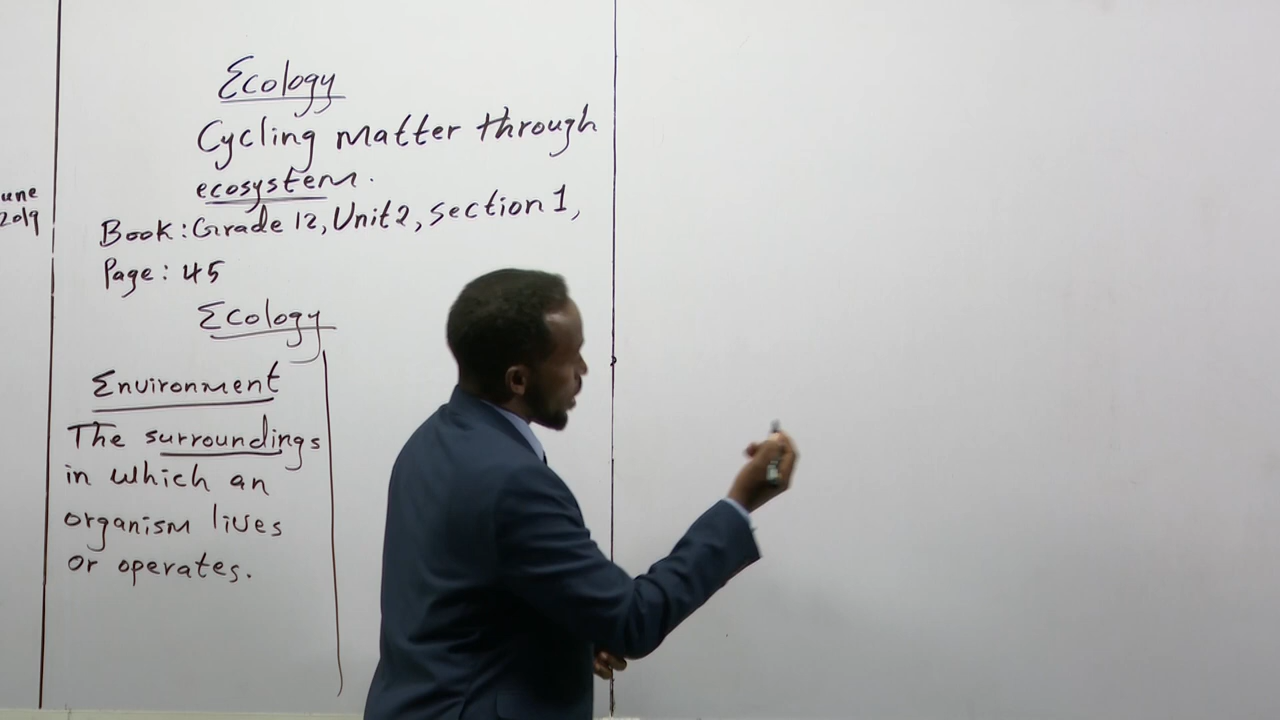 une
2019
Ecology
Cycling matter through
ecosystem.
Book: Grade 12, Unit 2, section 1,
Page: 45
Ecology
Environment
The surroundings
in which an
organism lives
or operates.